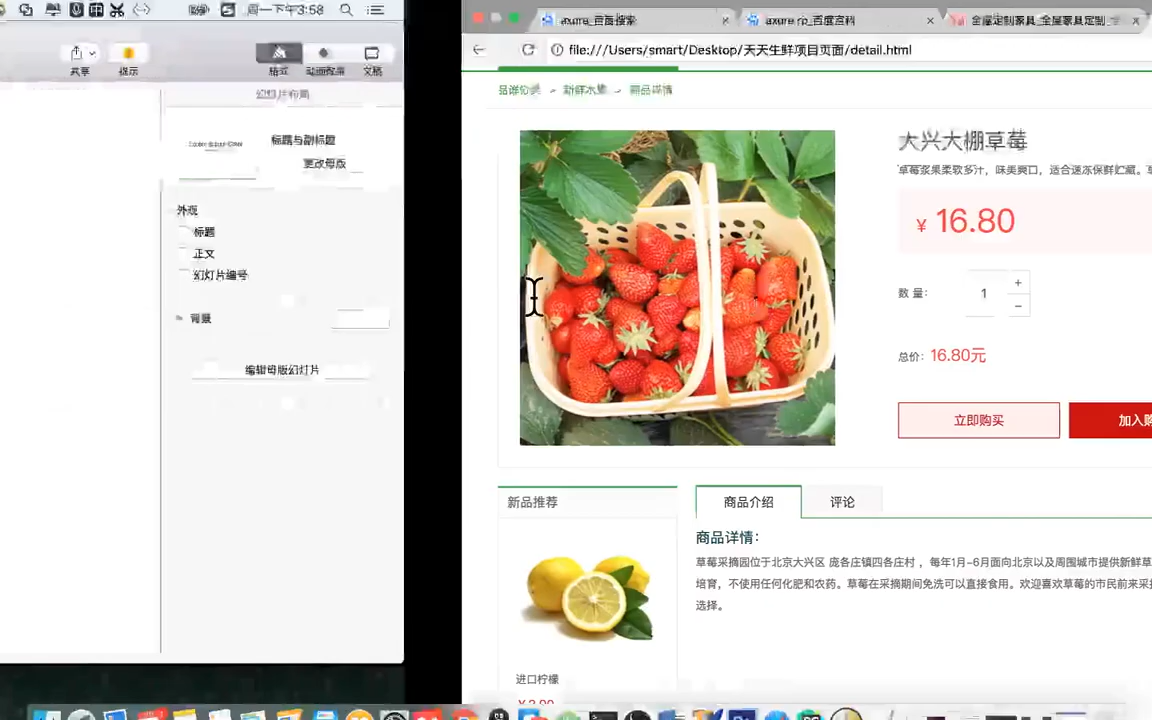 周一下午3:58
共享
提示
格式
动画效果
文稿
幻灯片布局
标题与副标题
更改母版
外观
标题
正文
幻灯片编号
背景
编辑母版幻灯片
axure_百度搜索
axure rp_百度百科
全屋定制家具_全屋家具定制_
file:///Users/smart/Desktop/天天生鲜项目页面/detail.html
新鲜水果
>
商品详情
大兴大棚草莓
草莓浆果柔软多汁，味美爽口，适合速冻保鲜贮藏。草
¥ 16.80
数 量：
1
+
−
总价：16.80元
立即购买
加入购
新品推荐
商品介绍
评论
商品详情：
草莓采摘园位于北京大兴区 庞各庄镇四各庄村 ，每年1月-6月面向北京以及周围城市提供新鲜草
培育，不使用任何化肥和农药。草莓在采摘期间免洗可以直接食用。欢迎喜欢草莓的市民前来采摘
选择。
进口柠檬